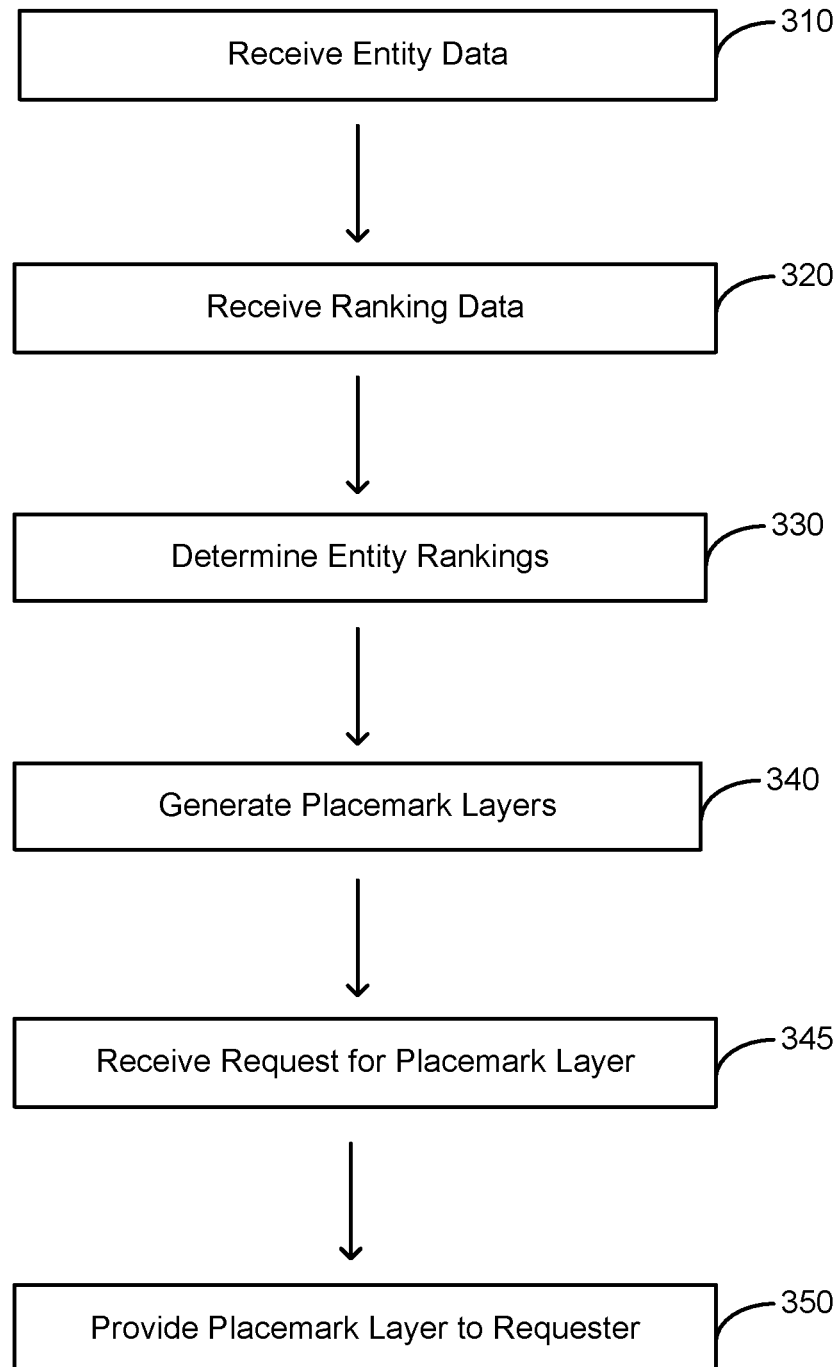 Receive Entity Data
310
Receive Ranking Data
320
Determine Entity Rankings
330
Generate Placemark Layers
340
Receive Request for Placemark Layer
345
Provide Placemark Layer to Requester
350